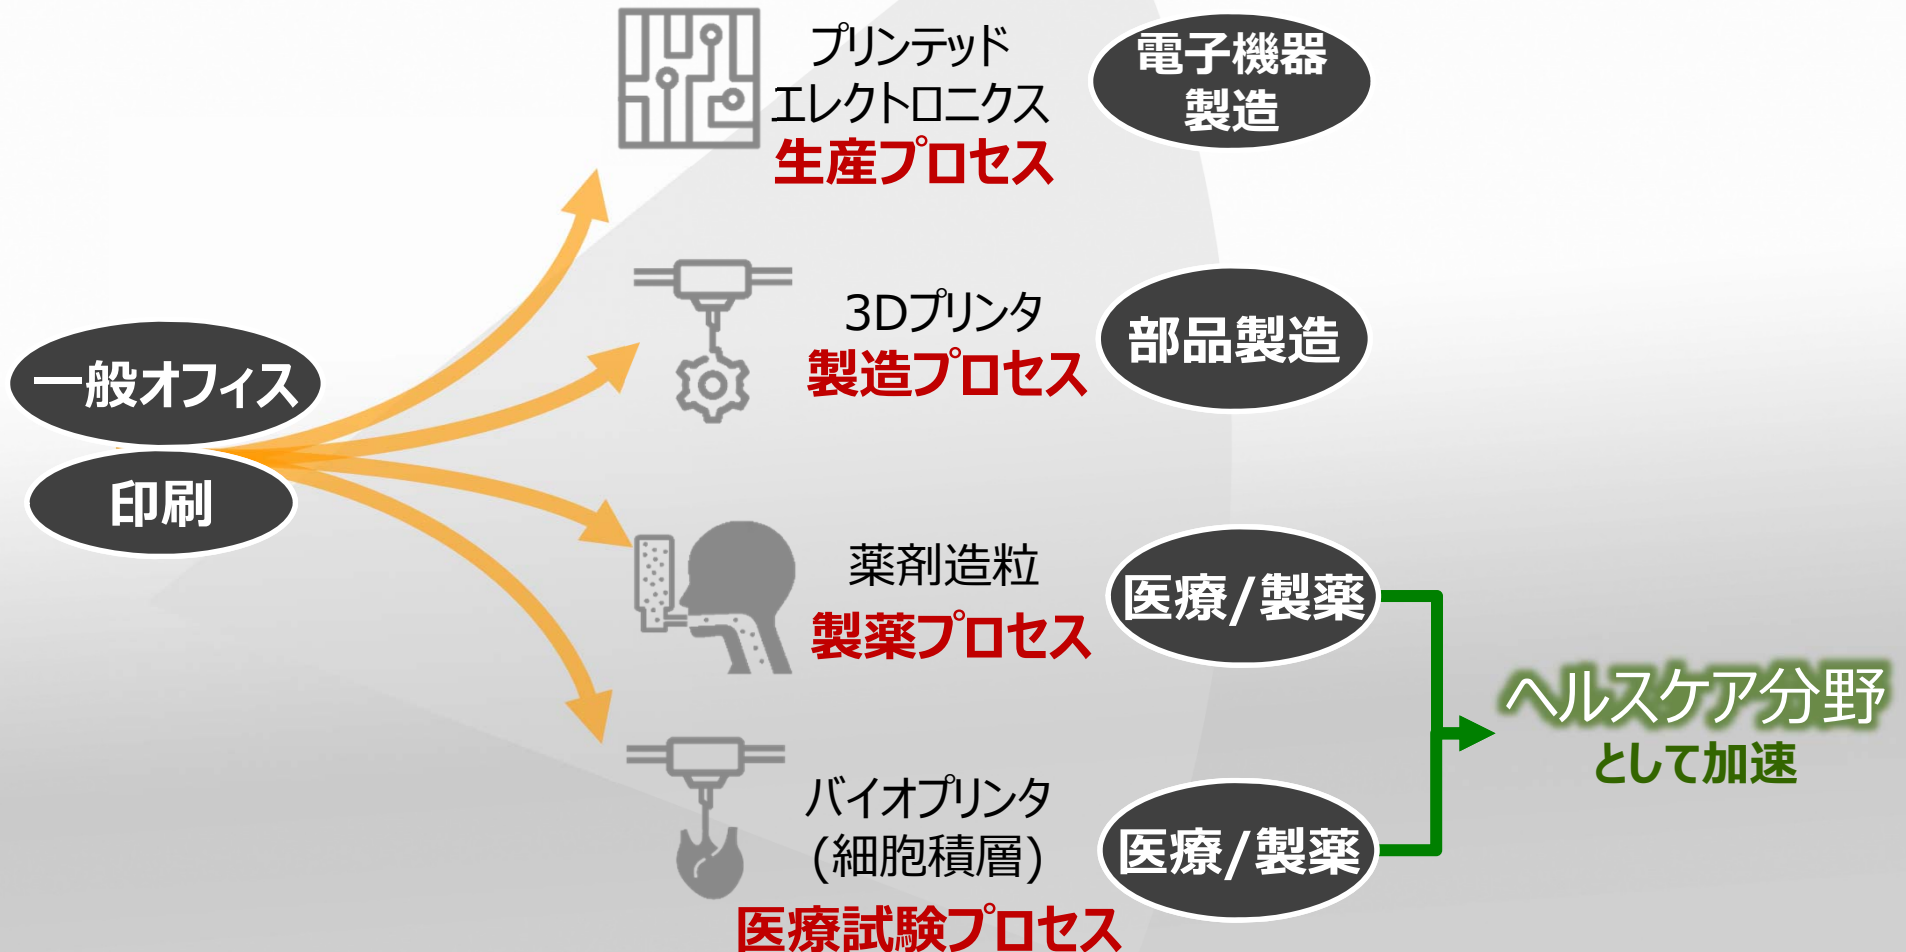 プリンテッド
エレクトロニクス
生産プロセス
電子機器
製造
3Dプリンタ
製造プロセス
部品製造
一般オフィス
印刷
薬剤造粒
製薬プロセス
医療/製薬
ヘルスケア分野
として加速
バイオプリンタ
(細胞積層)
医療試験プロセス
医療/製薬